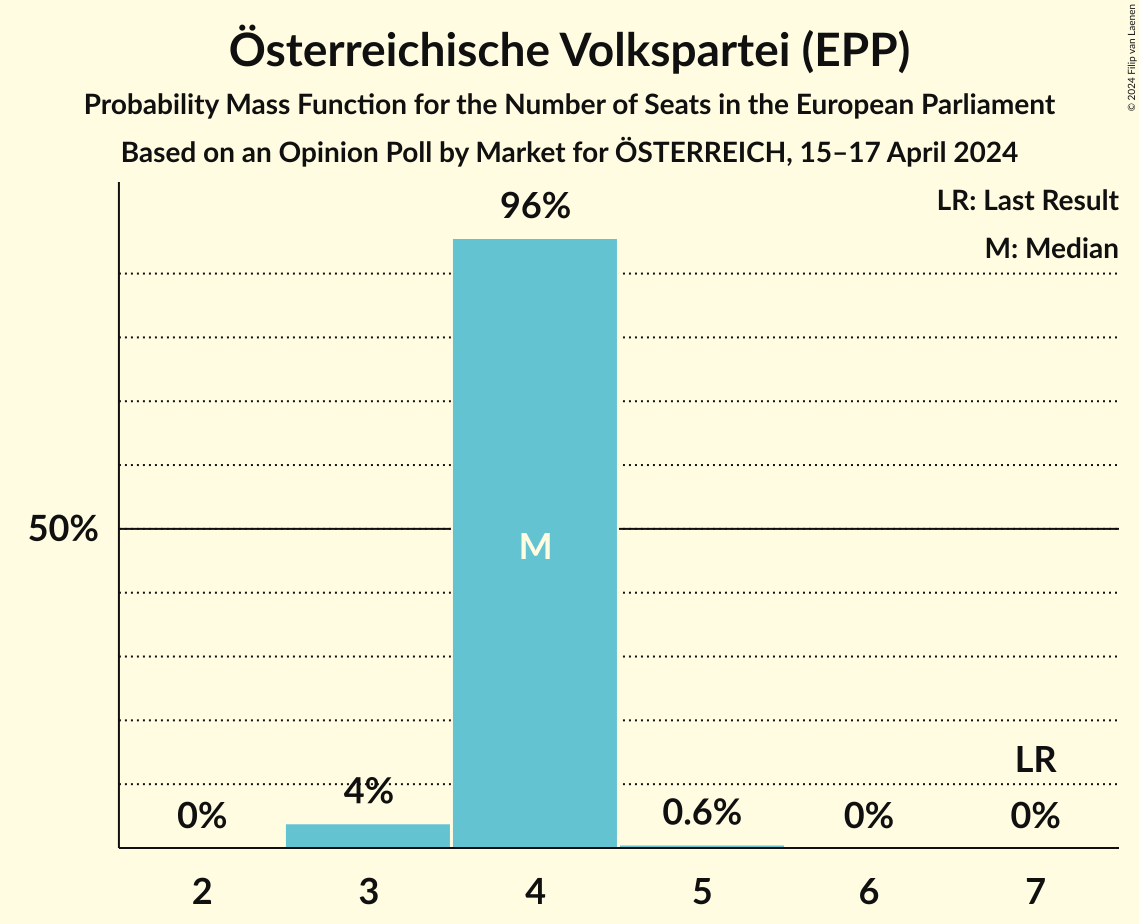 Österreichische Volkspartei (EPP)
Probability Mass Function for the Number of Seats in the European Parliament
Based on an Opinion Poll by Market for ÖSTERREICH, 15–17 April 2024
© 2024 Filip van Laenen
LR: Last Result
M: Median
96%
50%
M
LR
0%
4%
0.6%
0%
0%
2 3 4 5 6 7